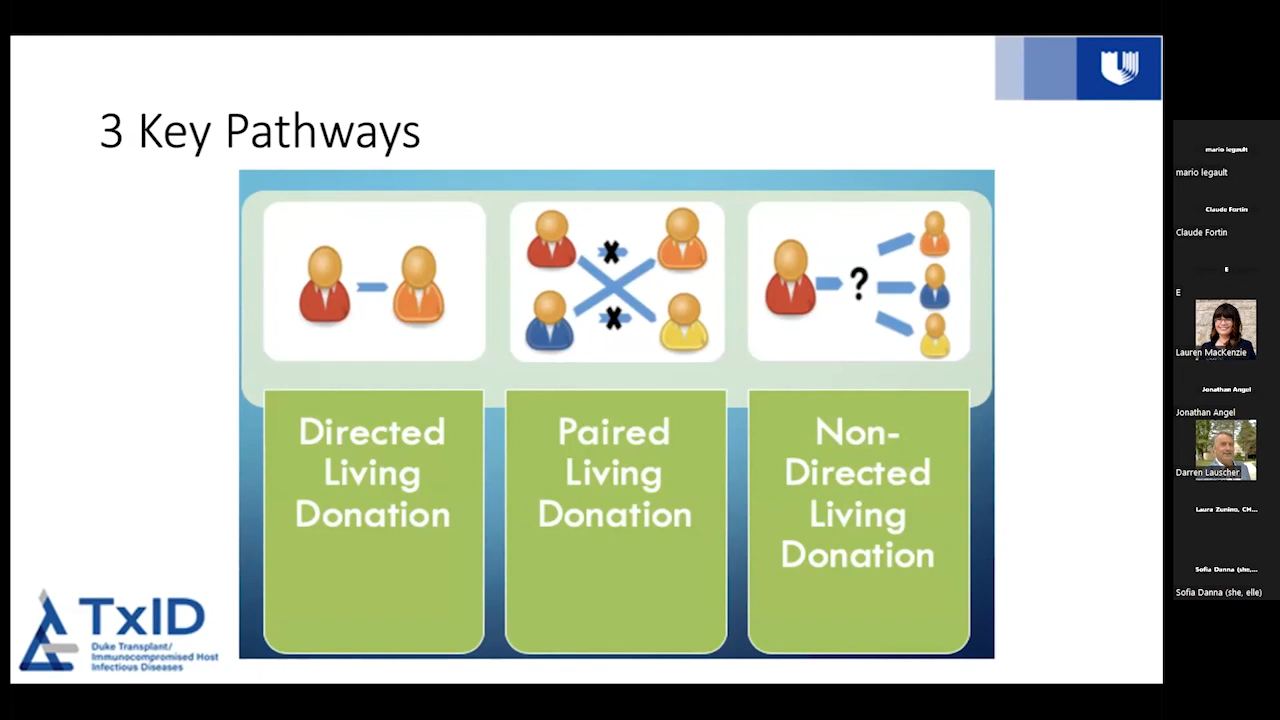 3 Key Pathways
?
Directed
Living
Donation
Paired
Living
Donation
Non-
Directed
Living
Donation
TxID
Duke Transplant/
Immunocompromised Host
Infectious Diseases
mario legault
mario legault
Claude Fortin
Claude Fortin
E
E
Lauren MacKenzie
Jonathan Angel
Jonathan Angel
Darren Lauscher
Laura Zunino, CH...
Sofia Danna (she,...
Sofia Danna (she, elle)